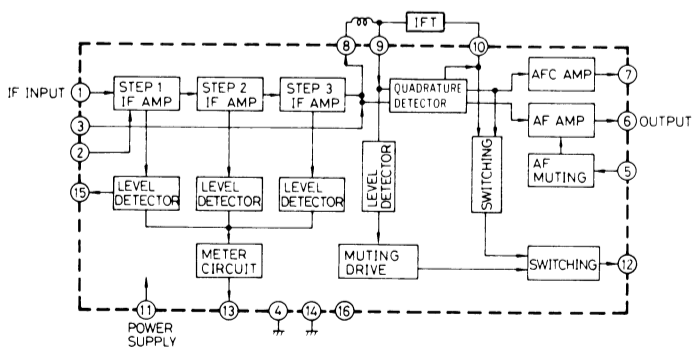 IFT
8
9
10
IF INPUT
1
STEP 1
IF AMP
STEP 2
IF AMP
STEP 3
IF AMP
QUADRATURE
DETECTOR
AFC AMP
7
3
AF AMP
6
OUTPUT
2
LEVEL
DETECTOR
SWITCHING
AF
MUTING
5
15
LEVEL
DETECTOR
LEVEL
DETECTOR
LEVEL
DETECTOR
METER
CIRCUIT
MUTING
DRIVE
SWITCHING
12
11
13
4
14
16
POWER
SUPPLY